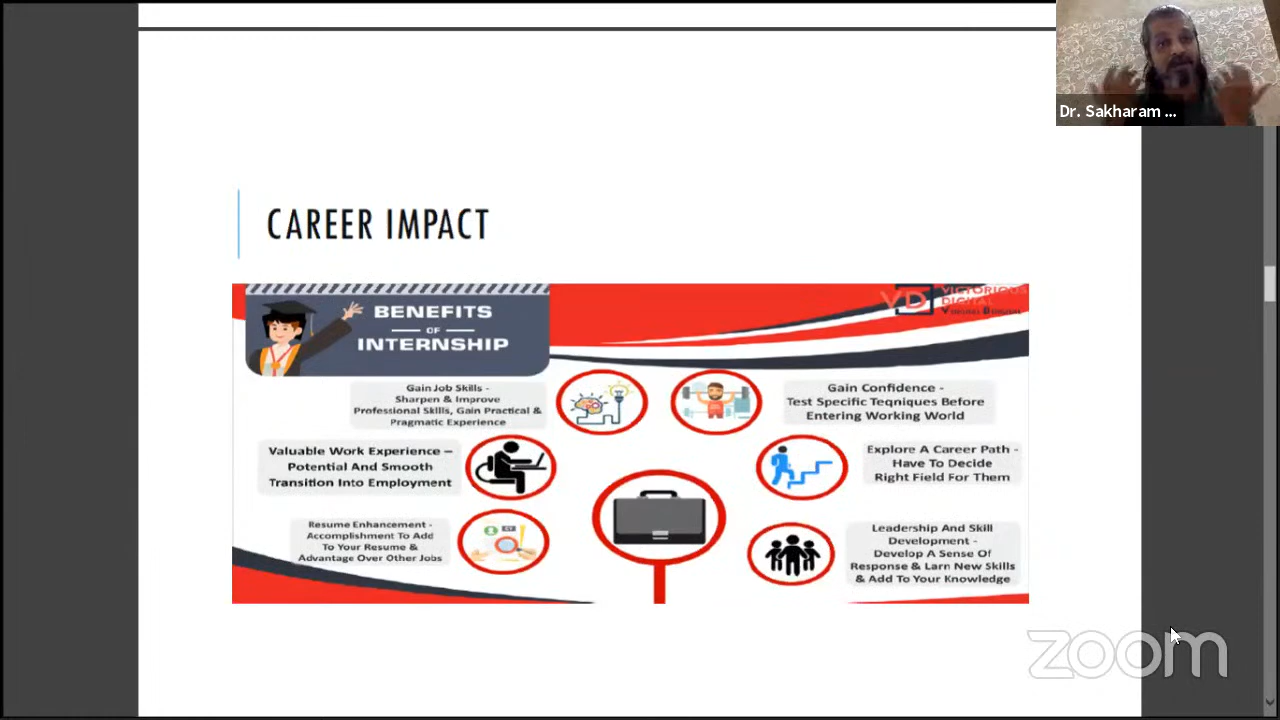 Dr. Sakharam ...
CAREER IMPACT
BENEFITS
OF
INTERNSHIP
VD
VICTORIOUS
DIGITAL
Gain Job Skills -
Sharpen & Improve
Professional Skills, Gain Practical &
Pragmatic Experience
Valuable Work Experience –
Potential And Smooth
Transition Into Employment
Resume Enhancement -
Accomplishment To Add
To Your Resume &
Advantage Over Other Jobs
Gain Confidence -
Test Specific Teqniques Before
Entering Working World
Explore A Career Path -
Have To Decide
Right Field For Them
Leadership And Skill
Development -
Develop A Sense Of
Response & Larn New Skills
& Add To Your Knowledge
zoom